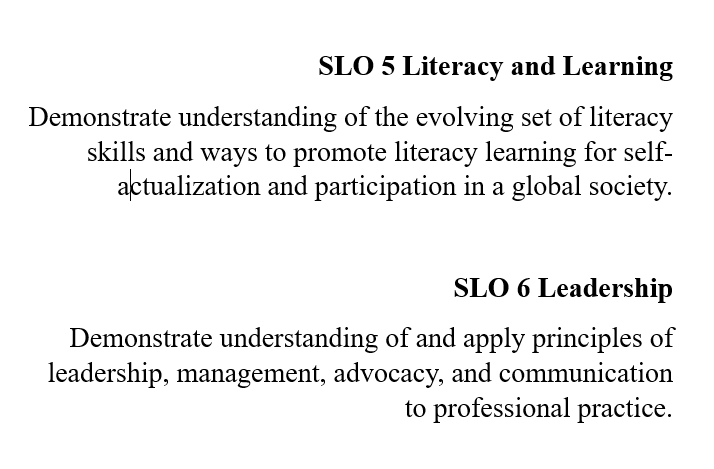 SLO 5 Literacy and Learning
Demonstrate understanding of the evolving set of literacy
skills and ways to promote literacy learning for self-
actualization and participation in a global society.
SLO 6 Leadership
Demonstrate understanding of and apply principles of
leadership, management, advocacy, and communication
to professional practice.